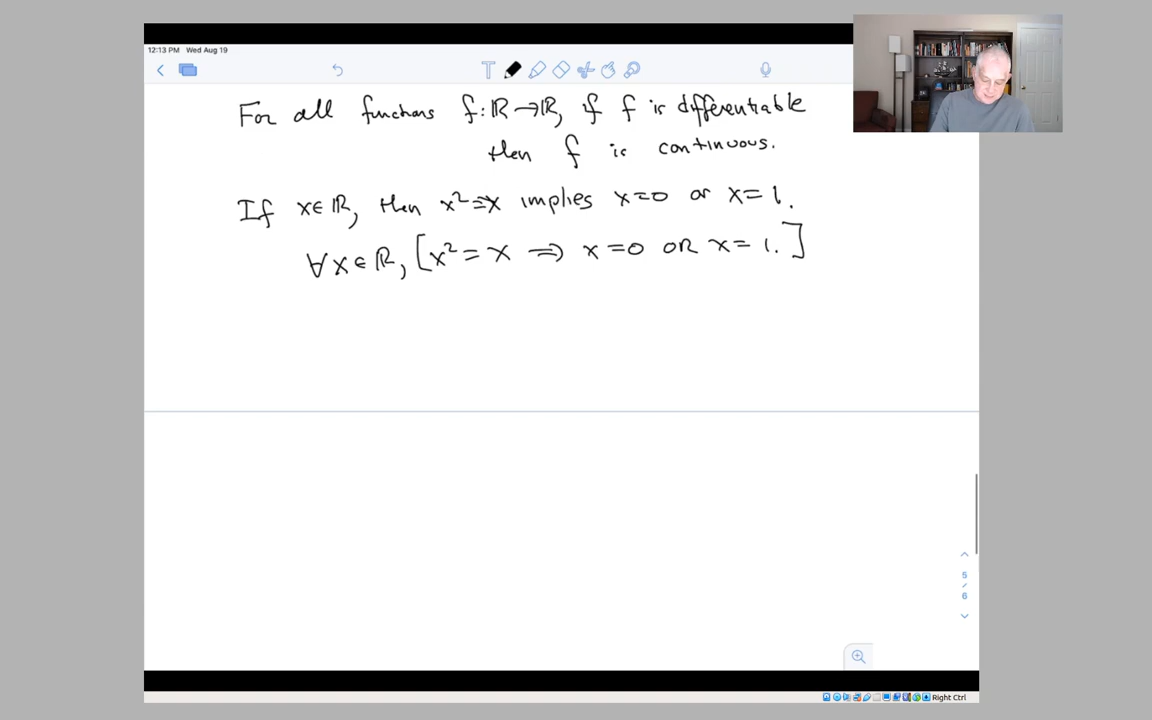 12:13 PM Wed Aug 19
For all functions f:ℝ→ℝ, if f is differentiable
then f is continuous.
If x∈ℝ, then x²=x implies x=0 or x=1.
∀x∈ℝ, [x²=x ⇒ x=0 OR x=1.]
5
/
6
Right Ctrl